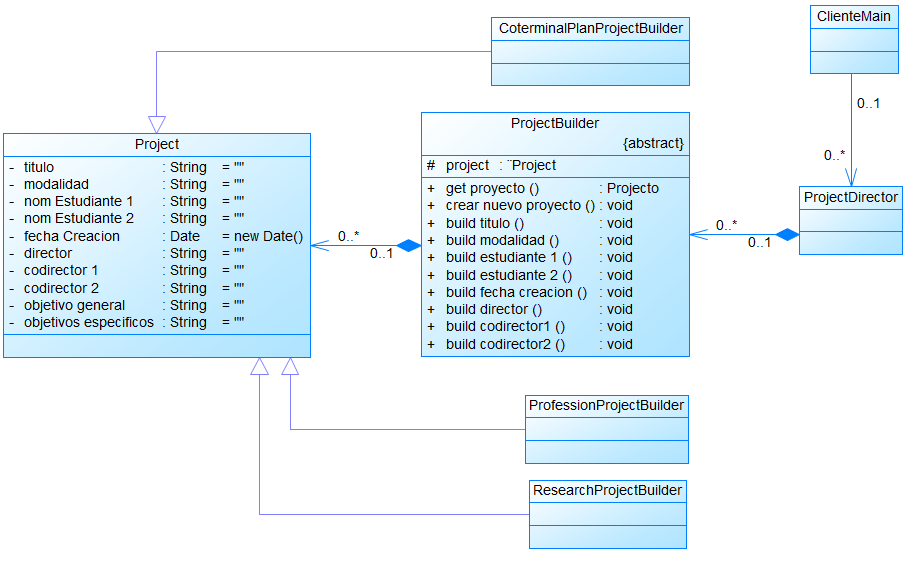 CoterminalPlanProjectBuilder
ClienteMain
0..1
0..*
ProjectBuilder
{abstract}
# project : ¨Project
+ get proyecto () : Projecto
+ crear nuevo proyecto () : void
+ build titulo () : void
+ build modalidad () : void
+ build estudiante 1 () : void
+ build estudiante 2 () : void
+ build fecha creacion () : void
+ build director () : void
+ build codirector1 () : void
+ build codirector2 () : void
Project
- titulo : String = ""
- modalidad : String = ""
- nom Estudiante 1 : String = ""
- nom Estudiante 2 : String = ""
- fecha Creacion : Date = new Date()
- director : String = ""
- codirector 1 : String = ""
- codirector 2 : String = ""
- objetivo general : String = ""
- objetivos especificos : String = ""
0..*
0..1
ProjectDirector
0..*
0..1
ProfessionProjectBuilder
ResearchProjectBuilder